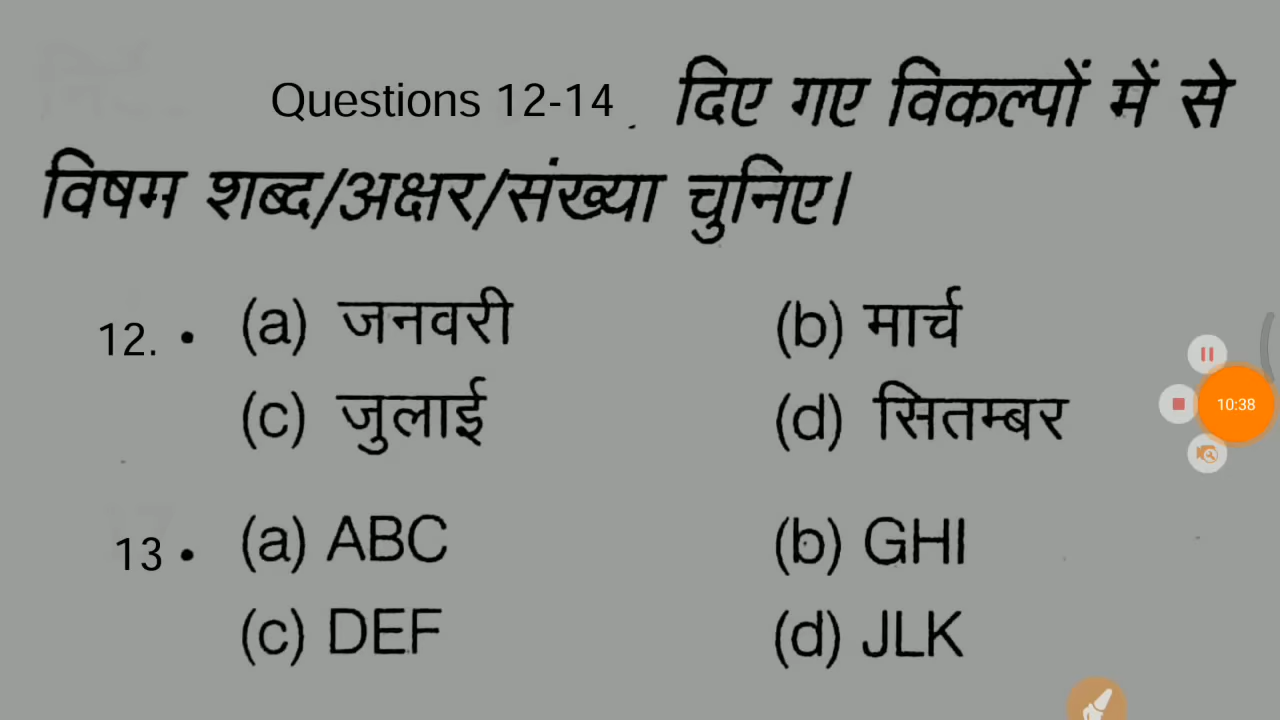 Questions 12-14 . दिए गए विकल्पों में से
विषम शब्द/अक्षर/संख्या चुनिए।
12. • (a) जनवरी (b) मार्च
(c) जुलाई (d) सितम्बर
10:38
13 • (a) ABC (b) GHI
(c) DEF (d) JLK